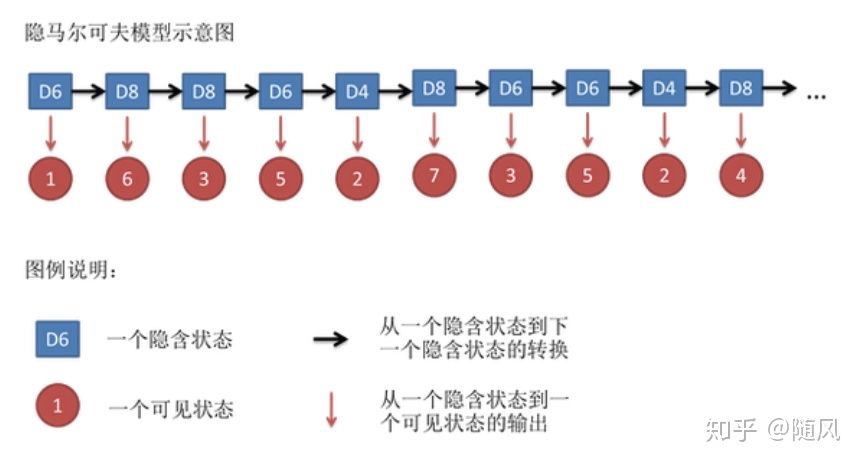 隐马尔可夫模型示意图
D6 D8 D8 D6 D4 D8 D6 D6 D4 D8 ...
1 6 3 5 2 7 3 5 2 4
图例说明：
D6 一个隐含状态
从一个隐含状态到下
一个隐含状态的转换
1 一个可见状态
从一个隐含状态到一
个可见状态的输出
知乎 @随风